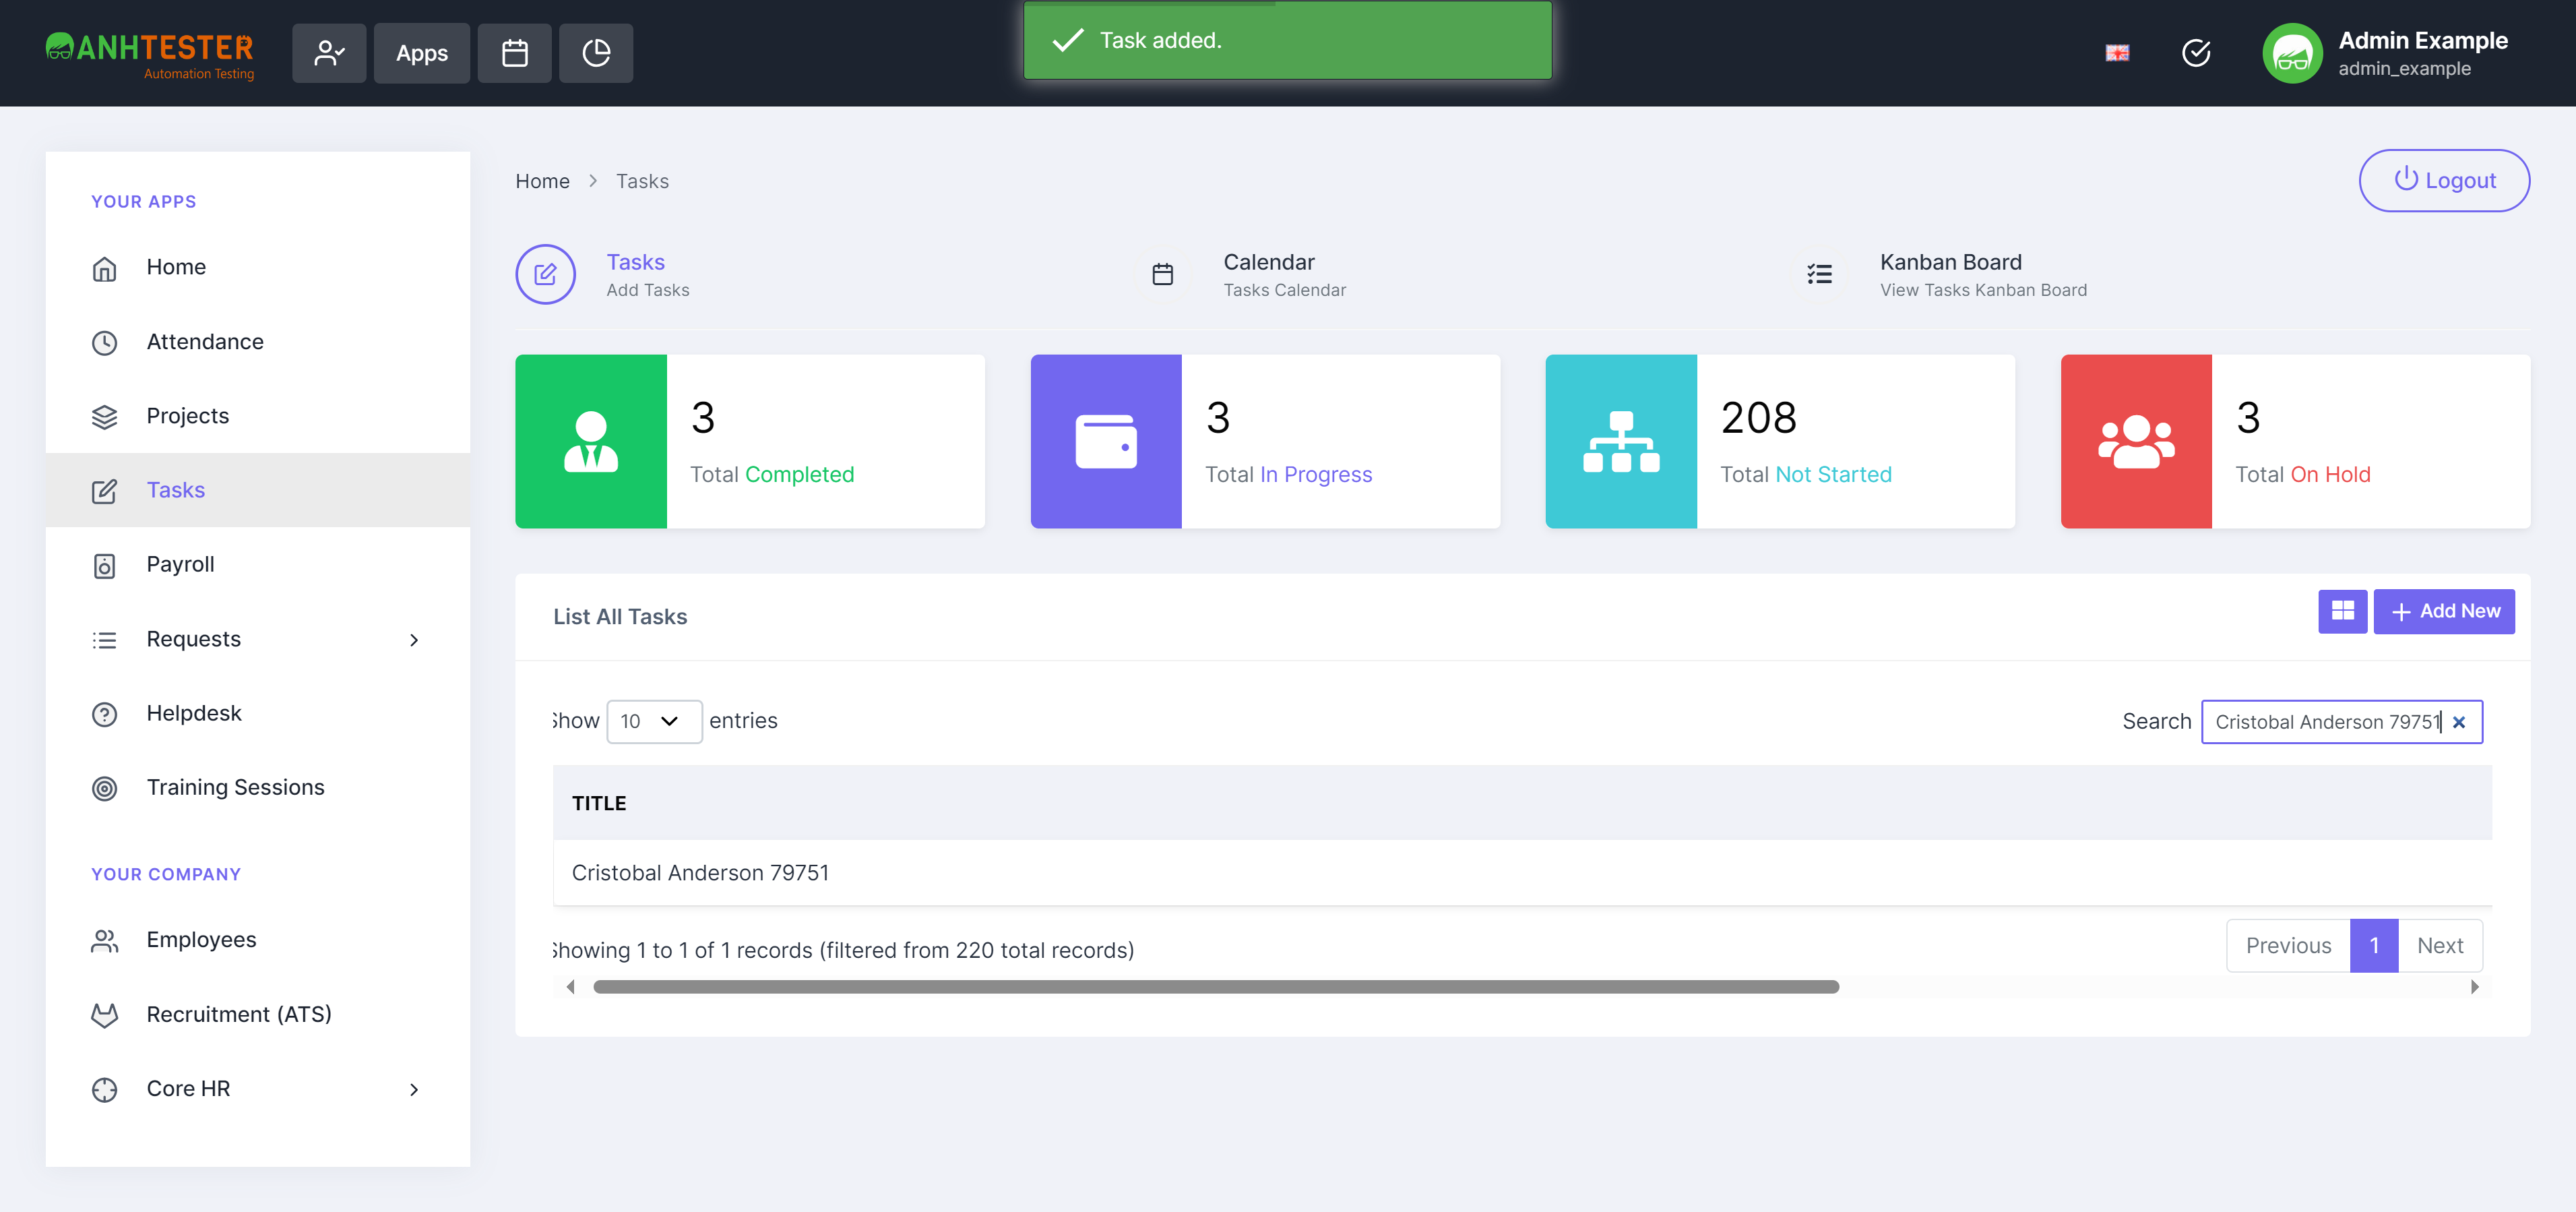 ANHTESTER
Automation Testing
Apps
Task added.
Admin Example
admin_example
YOUR APPS
Home
Attendance
Projects
Tasks
Payroll
Requests
Helpdesk
Training Sessions
YOUR COMPANY
Employees
Recruitment (ATS)
Core HR
Home > Tasks
Logout
Tasks
Add Tasks
Calendar
Tasks Calendar
Kanban Board
View Tasks Kanban Board
3
Total Completed
3
Total In Progress
208
Total Not Started
3
Total On Hold
List All Tasks
Add New
Show 10 entries
Search Cristobal Anderson 79751
TITLE
Cristobal Anderson 79751
Showing 1 to 1 of 1 records (filtered from 220 total records)
Previous 1 Next